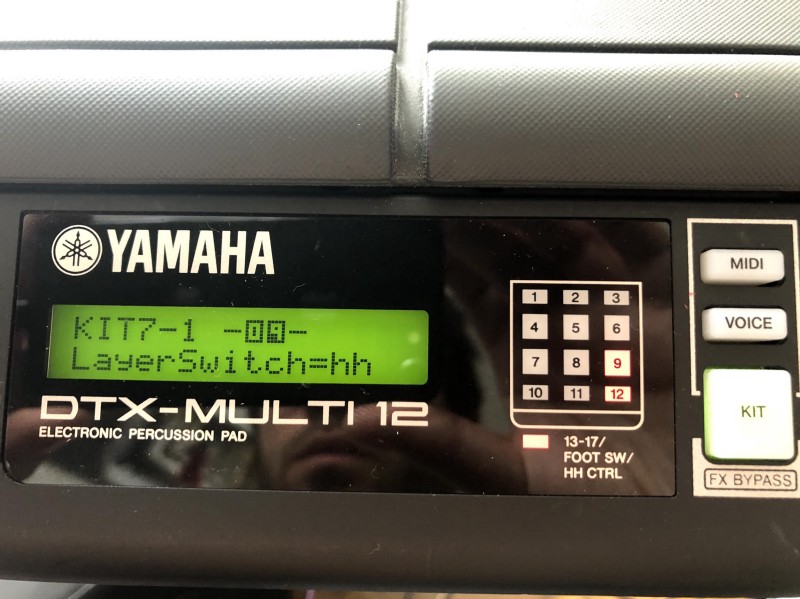 YAMAHA
KIT7-1 -09-
LayerSwitch=hh
DTX-MULTI 12
ELECTRONIC PERCUSSION PAD
1 2 3
4 5 6
7 8 9
10 11 12
13-17/
FOOT SW/
HH CTRL
MIDI
VOICE
KIT
FX BYPASS